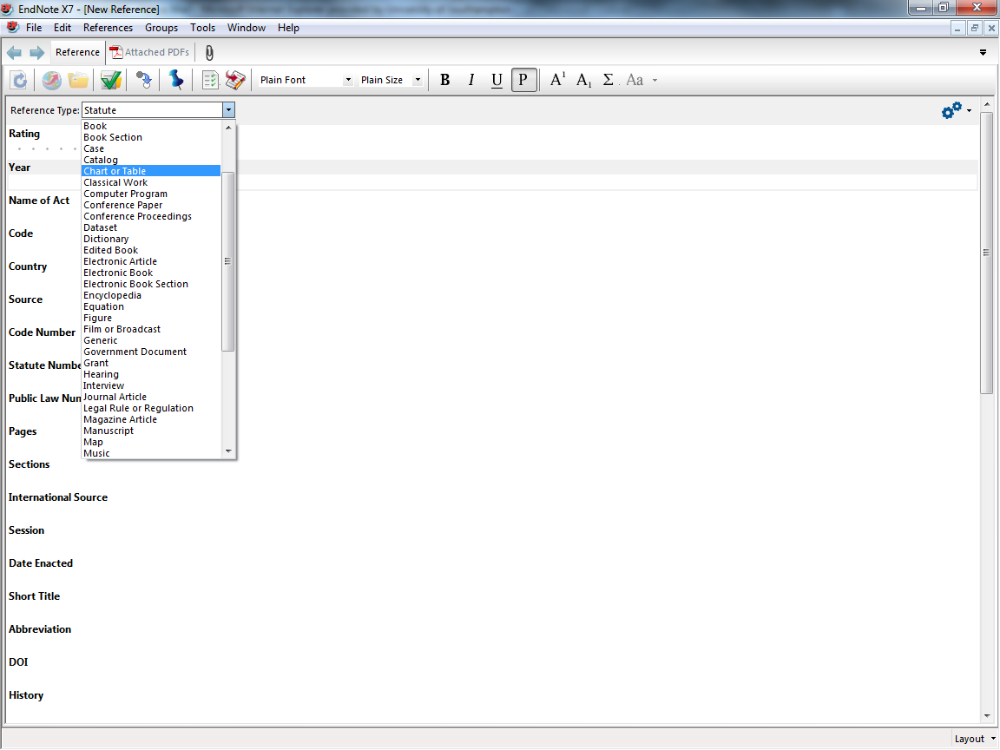 EndNote X7 - [New Reference]
File Edit References Groups Tools Window Help
Reference Attached PDFs
Plain Font Plain Size B I U P A¹ A₁ Σ Aa
Reference Type: Statute
Book
Rating
Book Section
Case
Catalog
Year
Chart or Table
Classical Work
Computer Program
Name of Act
Conference Paper
Conference Proceedings
Code
Dataset
Dictionary
Edited Book
Country
Electronic Article
Electronic Book
Electronic Book Section
Source
Encyclopedia
Equation
Figure
Code Number
Film or Broadcast
Generic
Government Document
Statute Numbe
Grant
Hearing
Interview
Public Law Num
Journal Article
Legal Rule or Regulation
Magazine Article
Pages
Manuscript
Map
Music
Sections
International Source
Session
Date Enacted
Short Title
Abbreviation
DOI
History
Layout